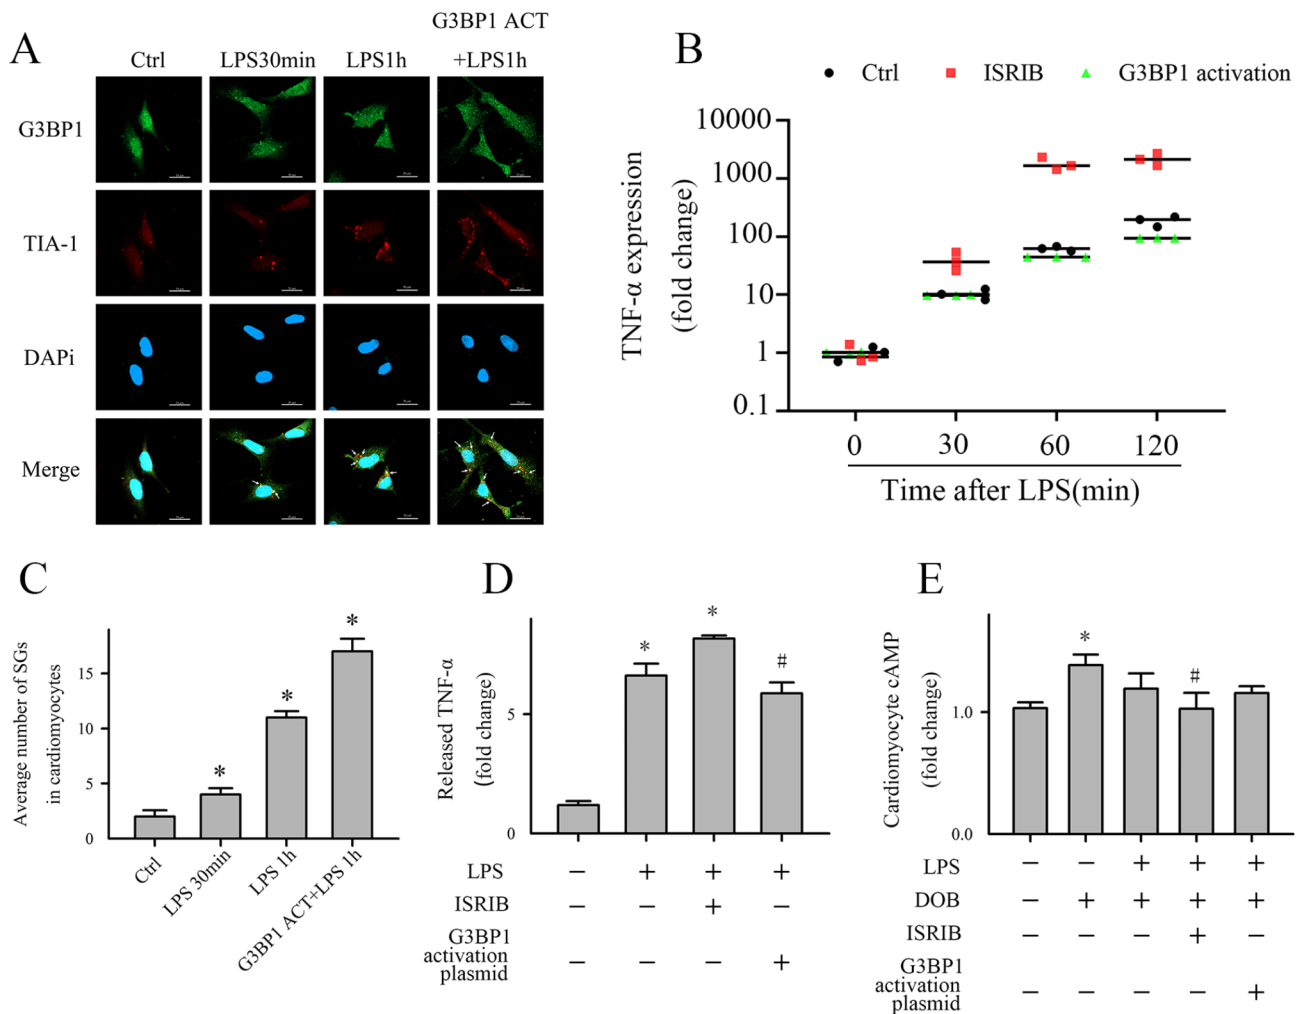 A
Ctrl
LPS30min
LPS1h
G3BP1 ACT
+LPS1h
G3BP1
TIA-1
DAPi
Merge
B
Ctrl
ISRIB
G3BP1 activation
TNF-α expression
(fold change)
10000
1000
100
10
1
0.1
0
30
60
120
Time after LPS(min)
C
Average number of SGs
in cardiomyocytes
15
10
5
0
*
*
*
Ctrl
LPS 30min
LPS 1h
G3BP1 ACT+LPS 1h
D
Released TNF-α
(fold change)
5
0
*
*
#
LPS − + + +
ISRIB − − + −
G3BP1
activation
plasmid
− − − +
E
Cardiomyocyte cAMP
(fold change)
1.0
0.0
*
#
LPS − − + + +
DOB − + + + +
ISRIB − − − + −
G3BP1
activation
plasmid
− − − − +